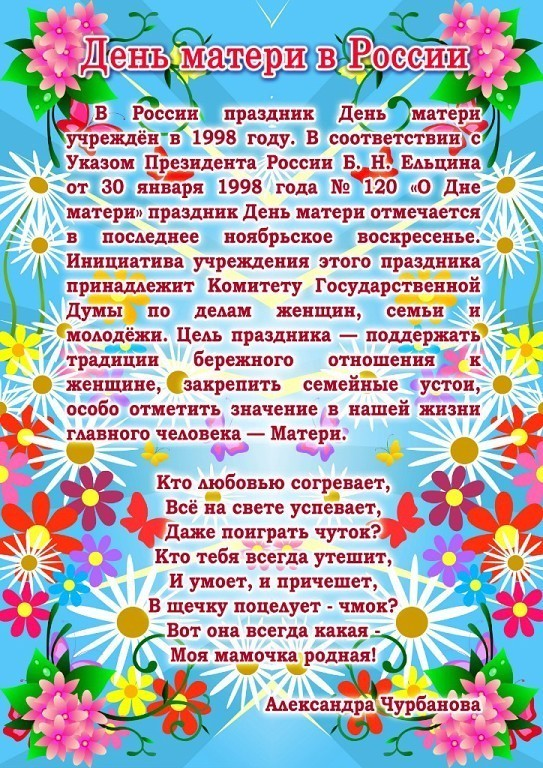 День матери в России
В России праздник День матери
учреждён в 1998 году. В соответствии с
Указом Президента России Б. Н. Ельцина
от 30 января 1998 года № 120 «О Дне
матери» праздник День матери отмечается
в последнее ноябрьское воскресенье.
Инициатива учреждения этого праздника
принадлежит Комитету Государственной
Думы по делам женщин, семьи и
молодёжи. Цель праздника — поддержать
традиции бережного отношения к
женщине, закрепить семейные устои,
особо отметить значение в нашей жизни
главного человека — Матери.
Кто любовью согревает,
Всё на свете успевает,
Даже поиграть чуток?
Кто тебя всегда утешит,
И умоет, и причешет,
В щечку поцелует - чмок?
Вот она всегда какая -
Моя мамочка родная!
Александра Чурбанова